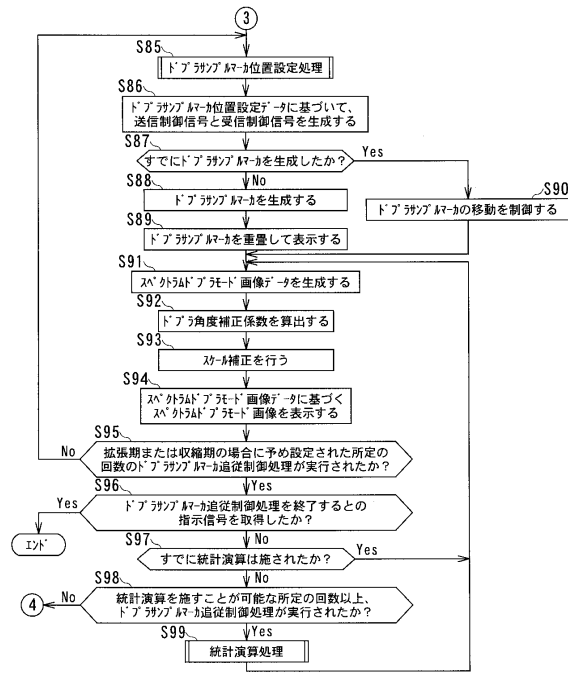 3
S85
ドプラサンプルマーカ位置設定処理
S86
ドプラサンプルマーカ位置設定データに基づいて、
送信制御信号と受信制御信号を生成する
S87
すでにドプラサンプルマーカを生成したか？
Yes
No
S88
ドプラサンプルマーカを生成する
S90
ドプラサンプルマーカの移動を制御する
S89
ドプラサンプルマーカを重畳して表示する
S91
スペクトラムドプラモード画像データを生成する
S92
ドプラ角度補正係数を算出する
S93
スケール補正を行う
S94
スペクトラムドプラモード画像データに基づく
スペクトラムドプラモード画像を表示する
S95
No
拡張期または収縮期の場合に予め設定された所定の
回数のドプラサンプルマーカ追従制御処理が実行されたか？
Yes
S96
Yes
ドプラサンプルマーカ追従制御処理を終了するとの
指示信号を取得したか？
エンド
No
S97
すでに統計演算は施されたか？
Yes
No
S98
4
No
統計演算を施すことが可能な所定の回数以上、
ドプラサンプルマーカ追従制御処理が実行されたか？
Yes
S99
統計演算処理